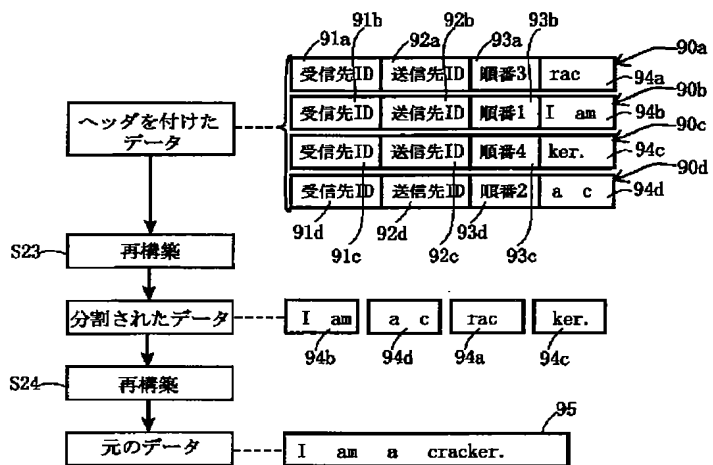 91b 92b 93b
91a 92a 93a 90a
受信先ID 送信先ID 順番3 rac 94a
90b
受信先ID 送信先ID 順番1 I am 94b
90c
受信先ID 送信先ID 順番4 ker. 94c
90d
受信先ID 送信先ID 順番2 a c 94d
ヘッダを付けた
データ
91d 92d 93d
91c 92c 93c
S23 再構築
分割されたデータ I am a c rac ker.
94b 94d 94a 94c
S24 再構築
95
元のデータ I am a cracker.